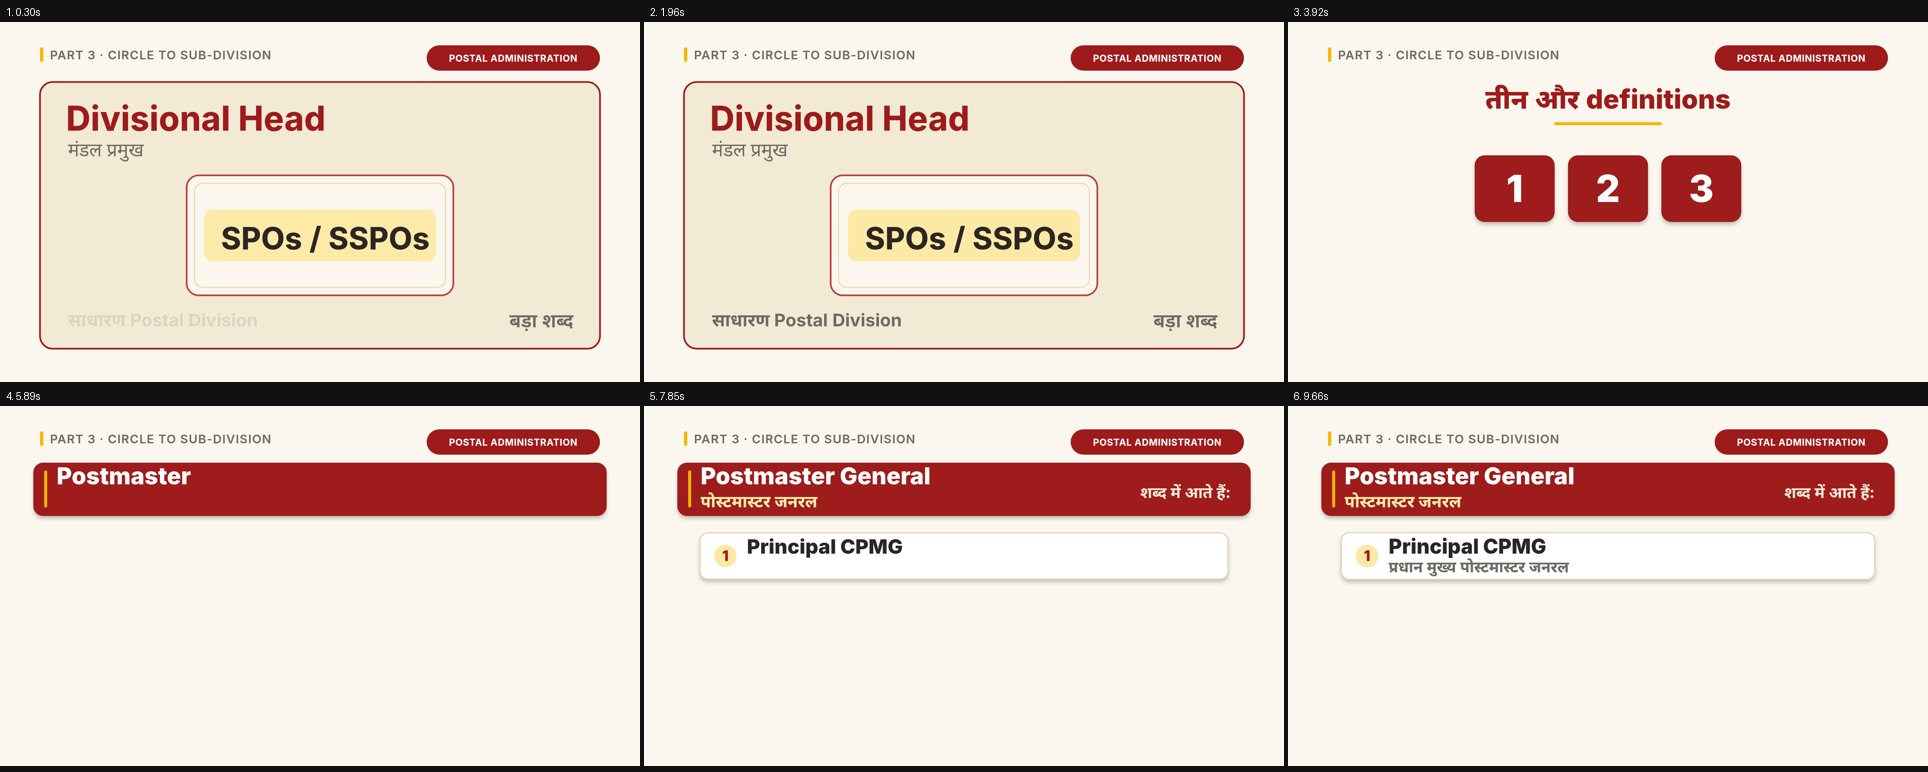 1. 0.30s
PART 3 · CIRCLE TO SUB-DIVISION
POSTAL ADMINISTRATION
Divisional Head
मंडल प्रमुख
SPOs / SSPOs
साधारण Postal Division
बड़ा शब्द
2. 1.96s
PART 3 · CIRCLE TO SUB-DIVISION
POSTAL ADMINISTRATION
Divisional Head
मंडल प्रमुख
SPOs / SSPOs
साधारण Postal Division
बड़ा शब्द
3. 3.92s
PART 3 · CIRCLE TO SUB-DIVISION
POSTAL ADMINISTRATION
तीन और definitions
1 2 3
4. 5.89s
PART 3 · CIRCLE TO SUB-DIVISION
POSTAL ADMINISTRATION
Postmaster
5. 7.85s
PART 3 · CIRCLE TO SUB-DIVISION
POSTAL ADMINISTRATION
Postmaster General
पोस्टमास्टर जनरल
शब्द में आते हैं:
1 Principal CPMG
6. 9.66s
PART 3 · CIRCLE TO SUB-DIVISION
POSTAL ADMINISTRATION
Postmaster General
पोस्टमास्टर जनरल
शब्द में आते हैं:
1 Principal CPMG
प्रधान मुख्य पोस्टमास्टर जनरल